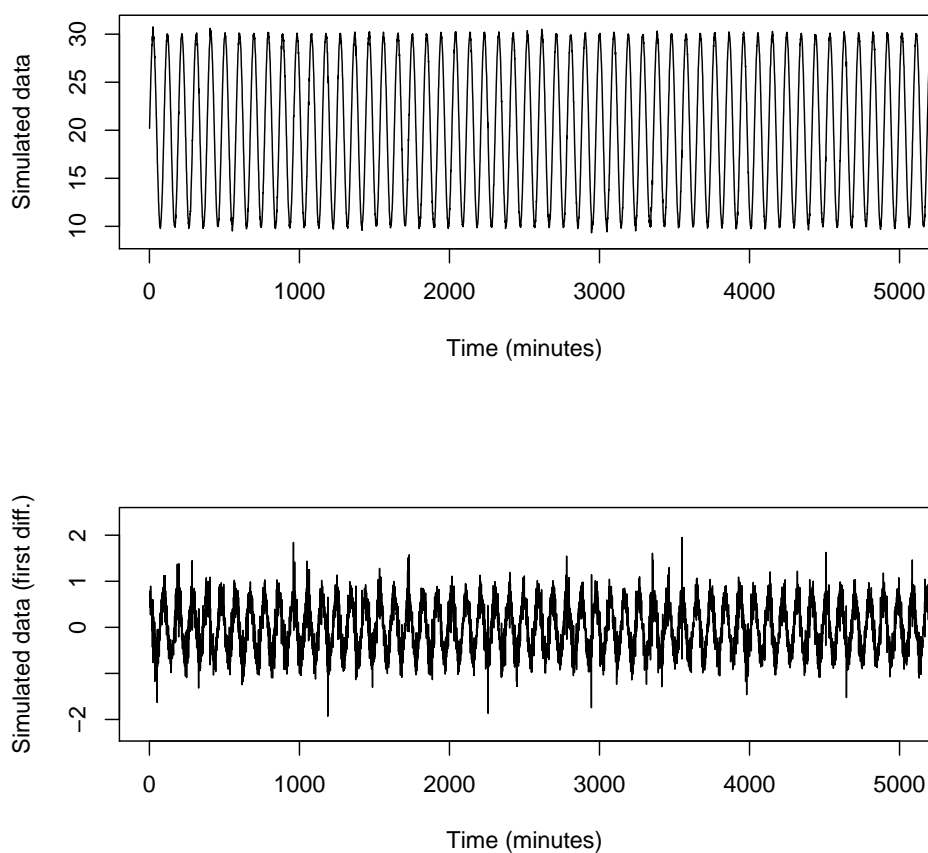 Simulated data
30
25
20
15
10
0 1000 2000 3000 4000 5000
Time (minutes)
Simulated data (first diff.)
2
1
0
−2
0 1000 2000 3000 4000 5000
Time (minutes)